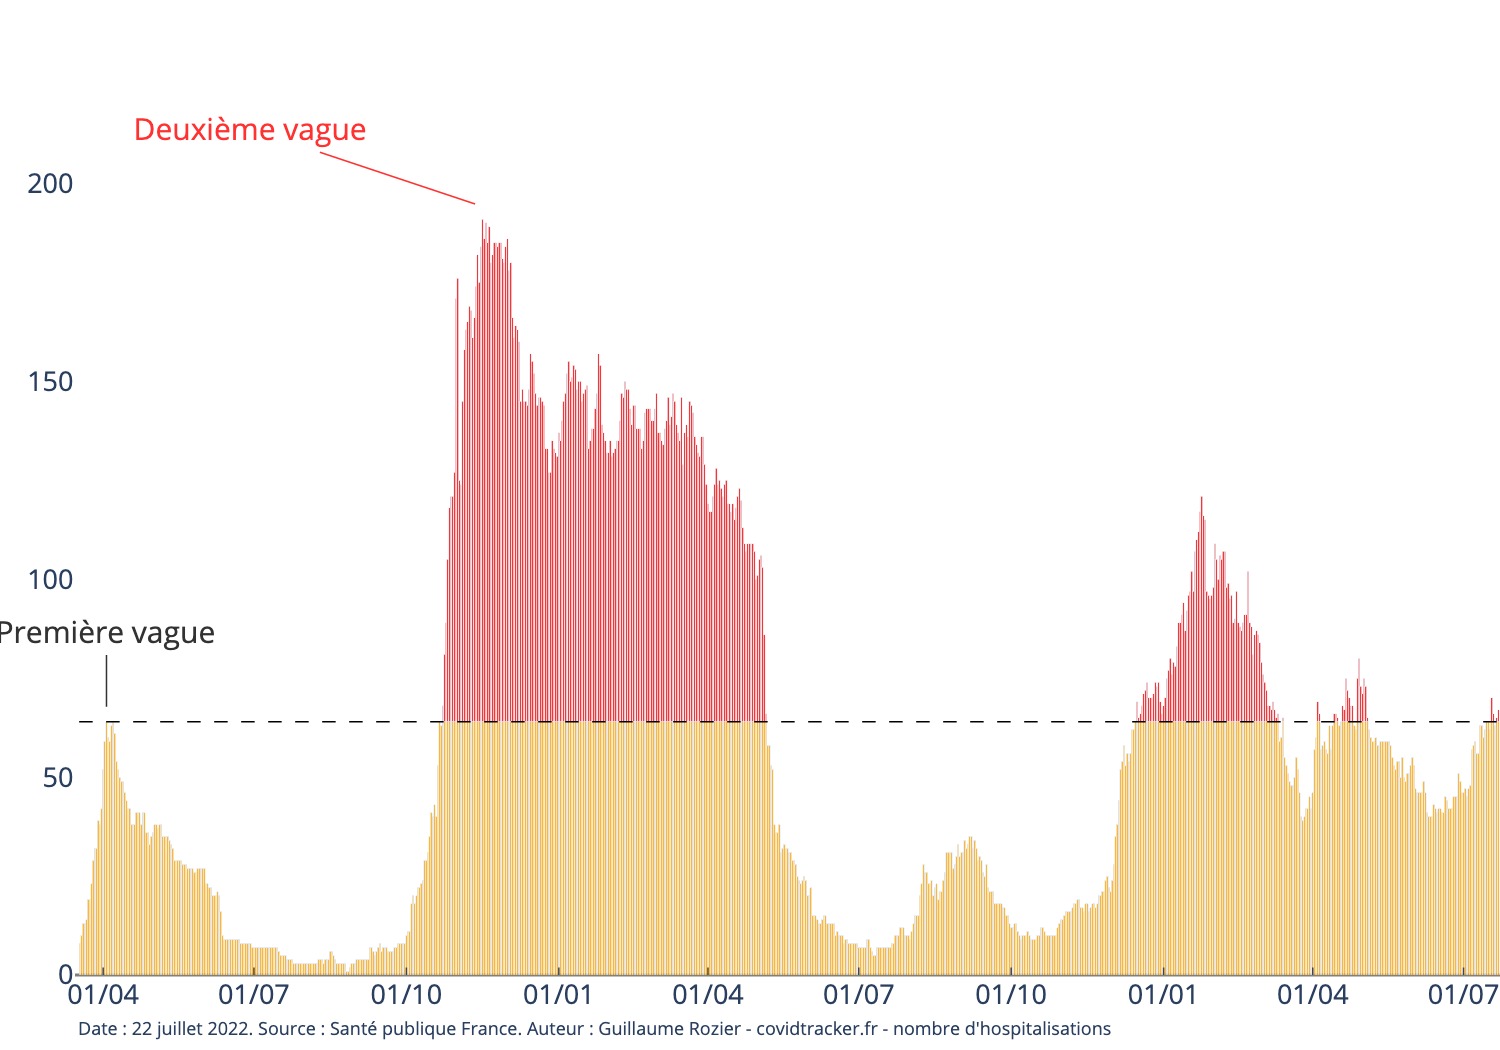 Deuxième vague
200
150
100
Première vague
50
0
01/04 01/07 01/10 01/01 01/04 01/07 01/10 01/01 01/04 01/07
Date : 22 juillet 2022. Source : Santé publique France. Auteur : Guillaume Rozier - covidtracker.fr - nombre d'hospitalisations